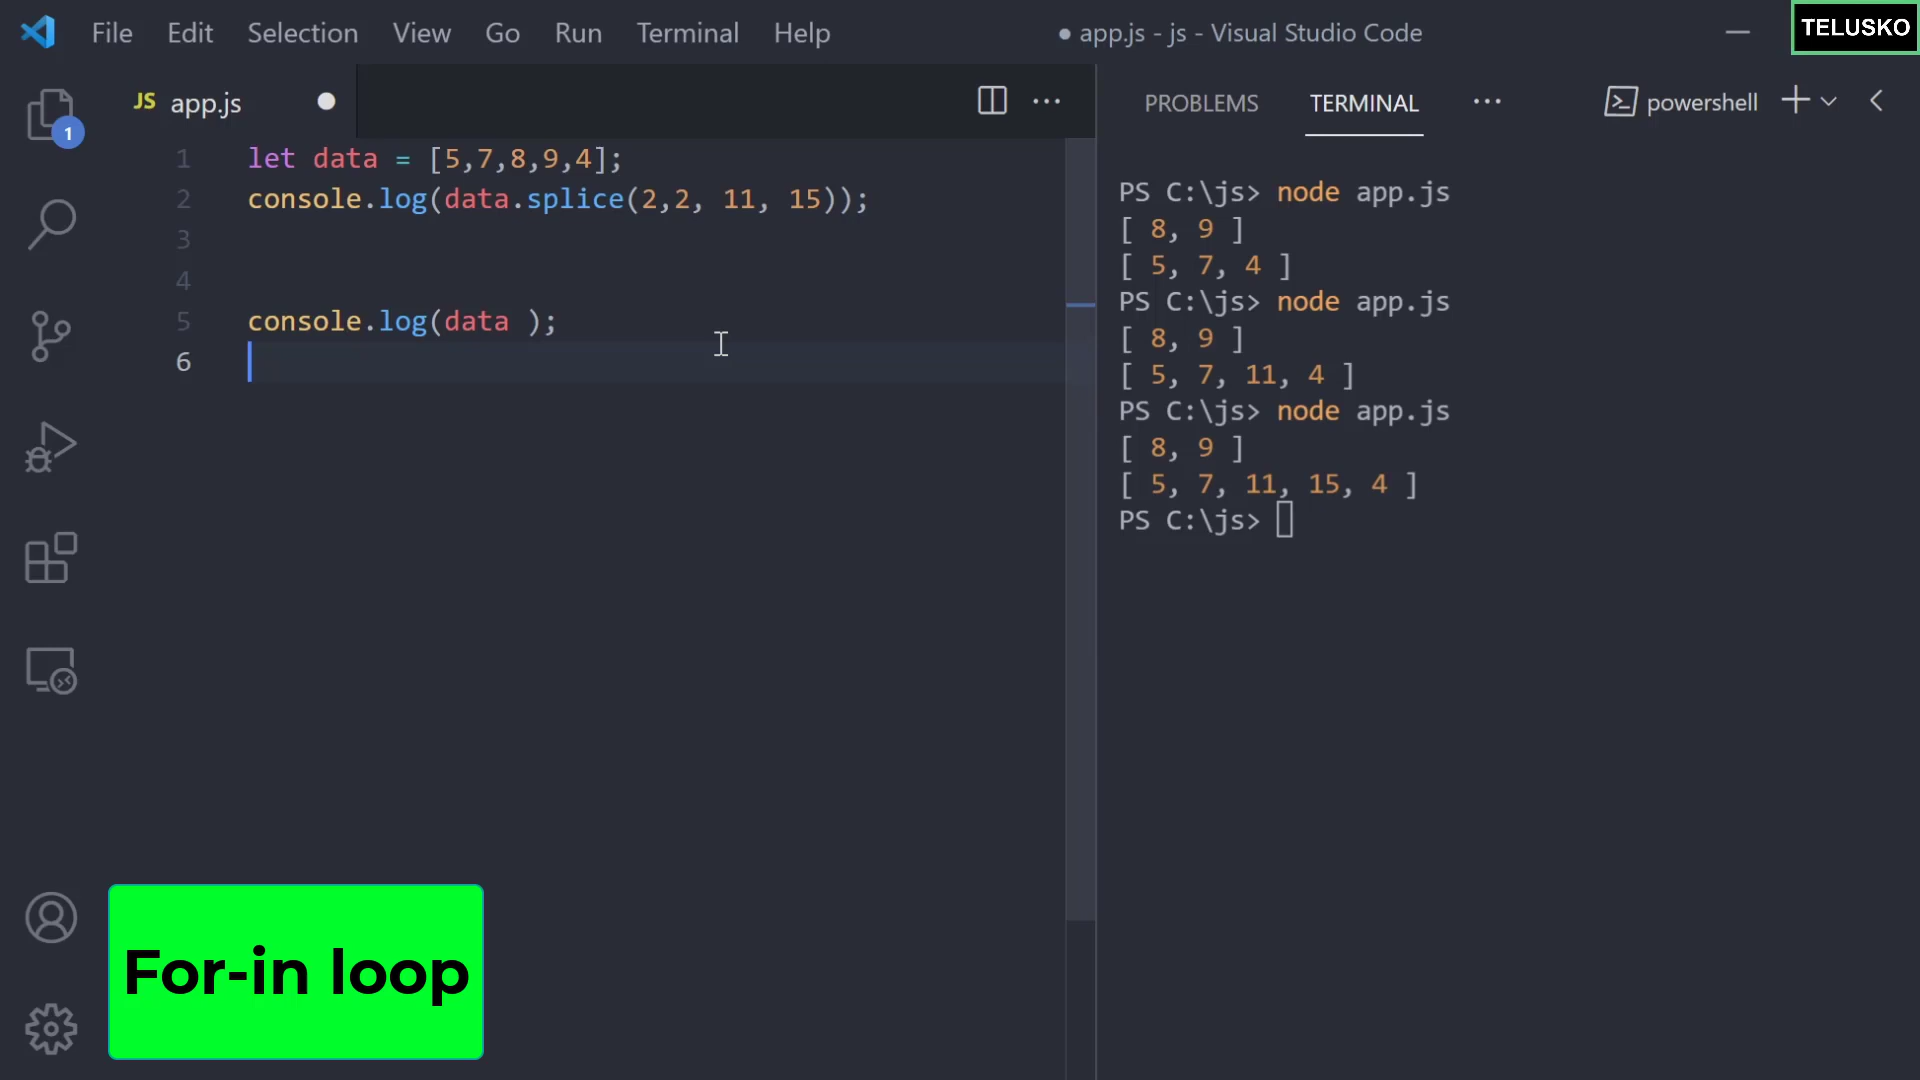 File Edit Selection View Go Run Terminal Help
● app.js - js - Visual Studio Code
TELUSKO
JS app.js
1 let data = [5,7,8,9,4];
2 console.log(data.splice(2,2, 11, 15));
3
4
5 console.log(data );
6
1
PROBLEMS TERMINAL ... powershell
PS C:\js> node app.js
[ 8, 9 ]
[ 5, 7, 4 ]
PS C:\js> node app.js
[ 8, 9 ]
[ 5, 7, 11, 4 ]
PS C:\js> node app.js
[ 8, 9 ]
[ 5, 7, 11, 15, 4 ]
PS C:\js>
For-in loop